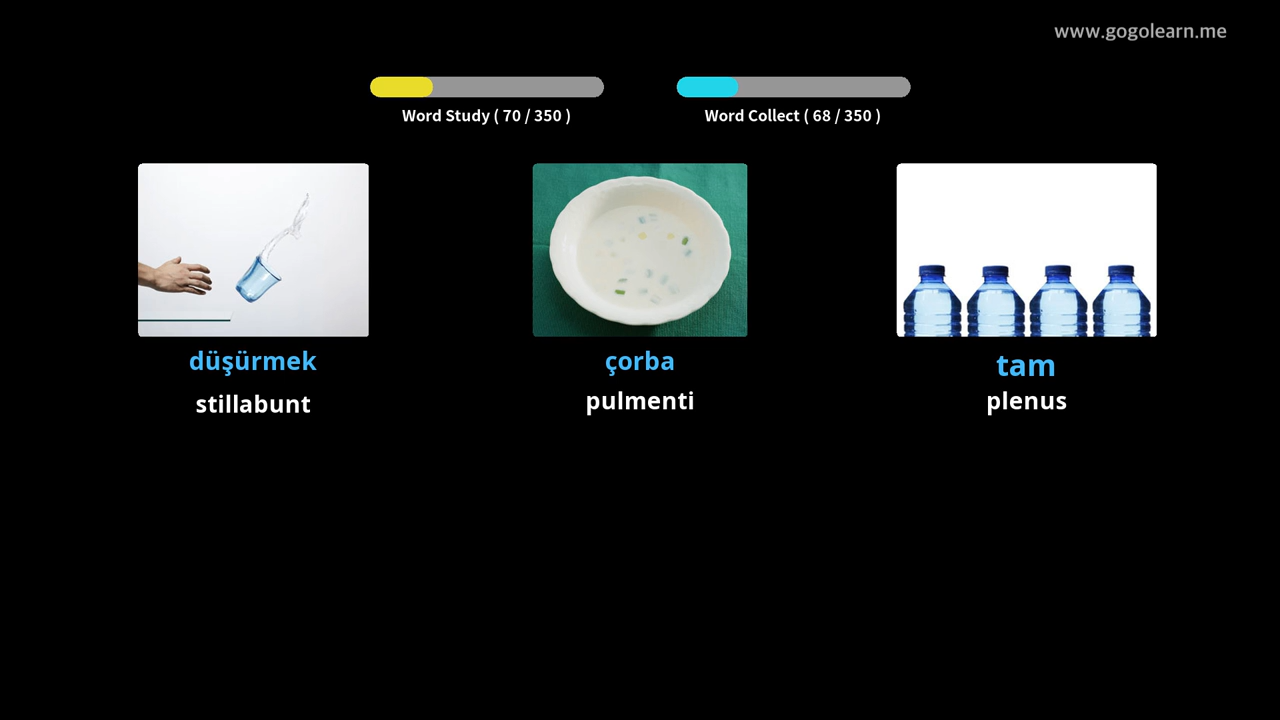 www.gogolearn.me
Word Study ( 70 / 350 )
Word Collect ( 68 / 350 )
düşürmek
çorba
tam
stillabunt
pulmenti
plenus